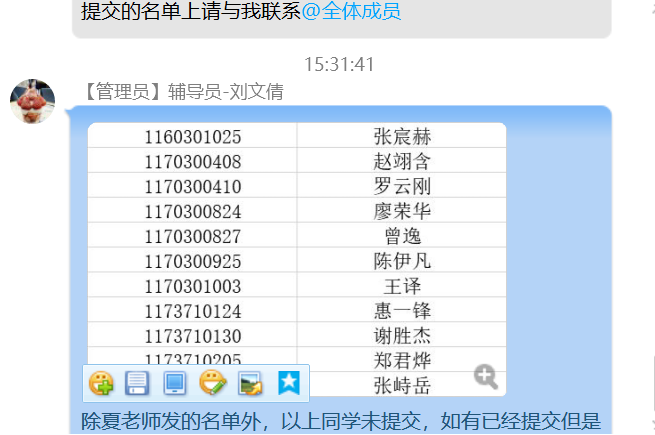 提交的名单上请与我联系@全体成员
15:31:41
【管理员】辅导员-刘文倩
1160301025 张宸赫
1170300408 赵翊含
1170300410 罗云刚
1170300824 廖荣华
1170300827 曾逸
1170300925 陈伊凡
1170301003 王译
1173710124 惠一锋
1173710130 谢胜杰
1173710205 郑君烨
张峙岳
除夏老师发的名单外，以上同学未提交，如有已经提交但是